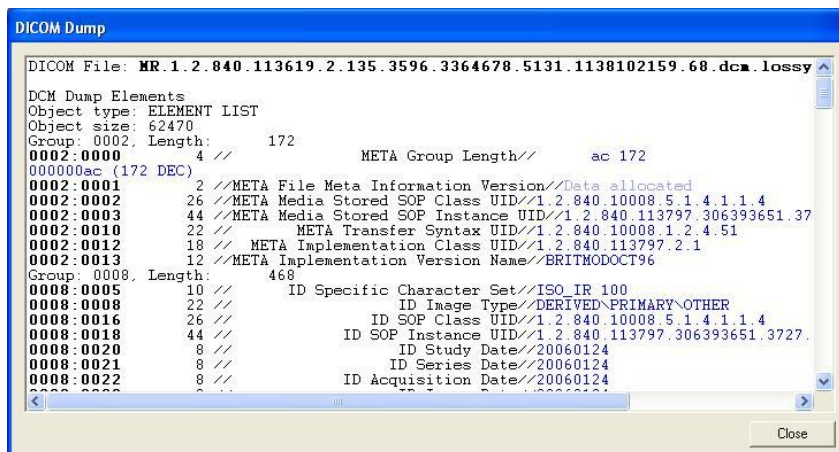 DICOM Dump
DICOM File: MR.1.2.840.113619.2.135.3596.3364678.5131.1138102159.68.dcm.lossy
DCM Dump Elements
Object type: ELEMENT LIST
Object size: 62470
Group: 0002, Length: 172
0002:0000 4 // META Group Length// ac 172
000000ac (172 DEC)
0002:0001 2 //META File Meta Information Version//Data allocated
0002:0002 26 //META Media Stored SOP Class UID//1.2.840.10008.5.1.4.1.1.4
0002:0003 44 //META Media Stored SOP Instance UID//1.2.840.113797.306393651.37
0002:0010 22 // META Transfer Syntax UID//1.2.840.10008.1.2.4.51
0002:0012 18 // META Implementation Class UID//1.2.840.113797.2.1
0002:0013 12 //META Implementation Version Name//BRITMODOCT96
Group: 0008, Length: 468
0008:0005 10 // ID Specific Character Set//ISO_IR 100
0008:0008 22 // ID Image Type//DERIVED\PRIMARY\OTHER
0008:0016 26 // ID SOP Class UID//1.2.840.10008.5.1.4.1.1.4
0008:0018 44 // ID SOP Instance UID//1.2.840.113797.306393651.3727.
0008:0020 8 // ID Study Date//20060124
0008:0021 8 // ID Series Date//20060124
0008:0022 8 // ID Acquisition Date//20060124
Close